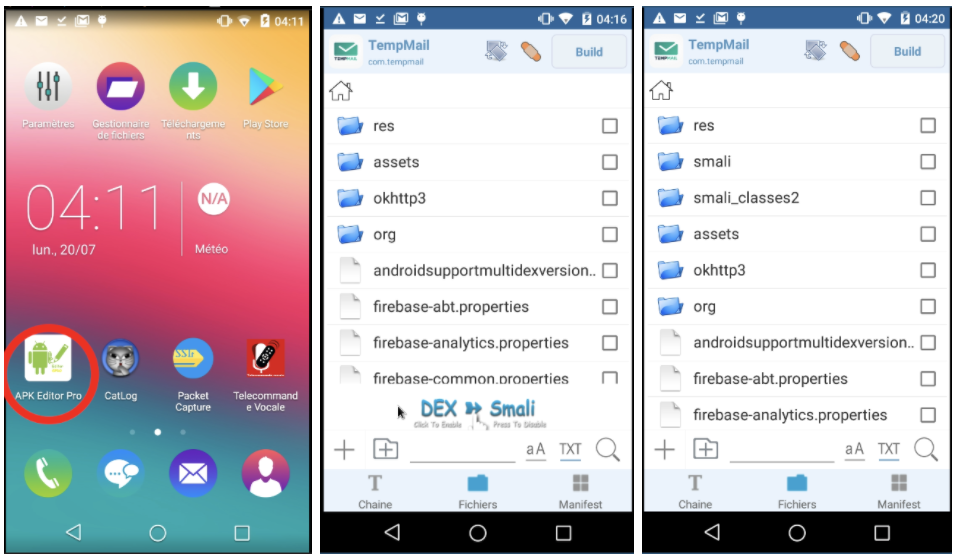 04:11
Paramètres
Gestionnaire
de fichiers
Téléchargeme
nts
Play Store
04:11
lun., 20/07
N/A
Météo
APK Editor Pro
CatLog
SSTr
Packet
Capture
Telecommand
e Vocale
04:16
TempMail
com.tempmail
Build
res
assets
okhttp3
org
androidsupportmultidexversion..
firebase-abt.properties
firebase-analytics.properties
firebase-common.properties
DEX Smali
Click To Enable Press To Disable
aA TXT
T
Chaine
Fichiers
Manifest
04:20
TempMail
com.tempmail
Build
res
smali
smali_classes2
assets
okhttp3
org
androidsupportmultidexversion..
firebase-abt.properties
firebase-analytics.properties
aA TXT
T
Chaine
Fichiers
Manifest